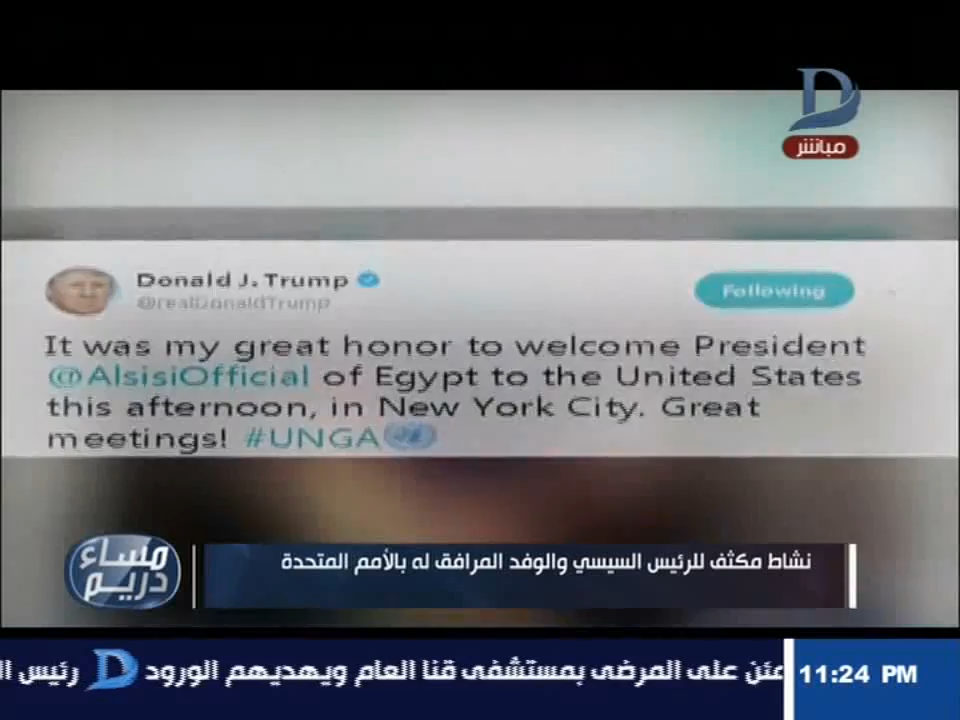 مباشر
Donald J. Trump
@realDonaldTrump
Following
It was my great honor to welcome President
@AlsisiOfficial of Egypt to the United States
this afternoon, in New York City. Great
meetings! #UNGA
مساء دريم
نشاط مكثف للرئيس السيسي والوفد المرافق له بالأمم المتحدة
على المرضى بمستشفى قنا العام ويهديهم الورود
رئيس
11:24 PM